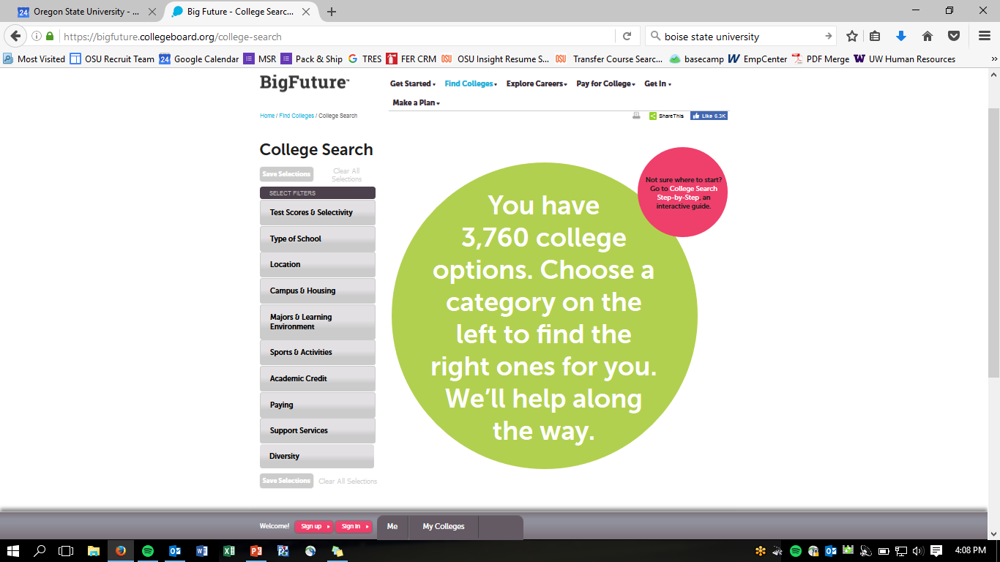 Oregon State University - ...
Big Future - College Searc...
https://bigfuture.collegeboard.org/college-search
boise state university
Most Visited
OSU Recruit Team
24 Google Calendar
MSR
Pack & Ship
TRES
FER CRM
OSU OSU Insight Resume S...
OSU Transfer Course Searc...
basecamp
EmpCenter
PDF Merge
UW Human Resources
BigFuture™
Get Started
Find Colleges
Explore Careers
Pay for College
Get In
Make a Plan
Home / Find Colleges / College Search
ShareThis
Like 6.3K
College Search
Save Selections
Clear All
Selections
SELECT FILTERS
Test Scores & Selectivity
Type of School
Location
Campus & Housing
Majors & Learning
Environment
Sports & Activities
Academic Credit
Paying
Support Services
Diversity
Save Selections
Clear All Selections
Not sure where to start?
Go to College Search
Step-by-Step, an
interactive guide.
You have
3,760 college
options. Choose a
category on the
left to find the
right ones for you.
We'll help along
the way.
Welcome!
Sign up
Sign in
Me
My Colleges
4:08 PM